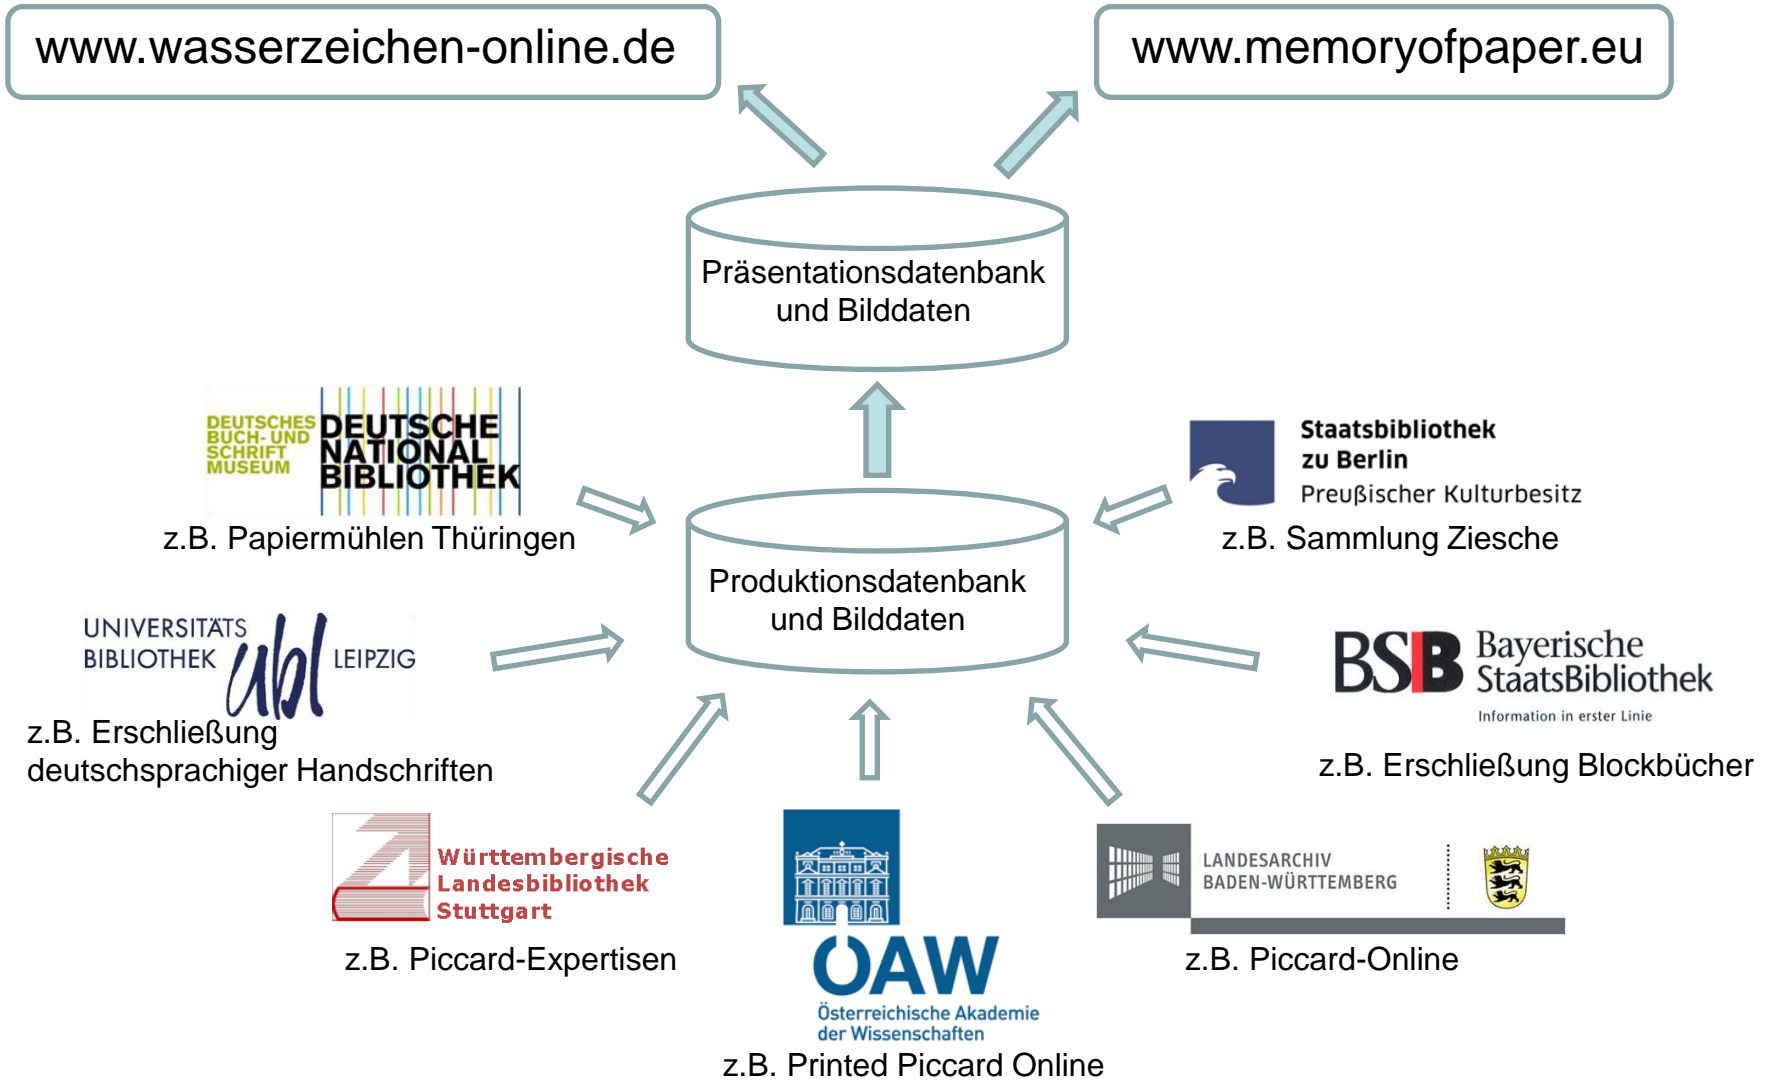 www.wasserzeichen-online.de
www.memoryofpaper.eu
Präsentationsdatenbank
und Bilddaten
DEUTSCHES
BUCH- UND
SCHRIFT
MUSEUM
DEUTSCHE
NATIONAL
BIBLIOTHEK
z.B. Papiermühlen Thüringen
Staatsbibliothek
zu Berlin
Preußischer Kulturbesitz
z.B. Sammlung Ziesche
Produktionsdatenbank
und Bilddaten
UNIVERSITÄTS
BIBLIOTHEK ubl LEIPZIG
z.B. Erschließung
deutschsprachiger Handschriften
BSB Bayerische
StaatsBibliothek
Information in erster Linie
z.B. Erschließung Blockbücher
Württembergische
Landesbibliothek
Stuttgart
z.B. Piccard-Expertisen
ÖAW
Österreichische Akademie
der Wissenschaften
z.B. Printed Piccard Online
LANDESARCHIV
BADEN-WÜRTTEMBERG
z.B. Piccard-Online